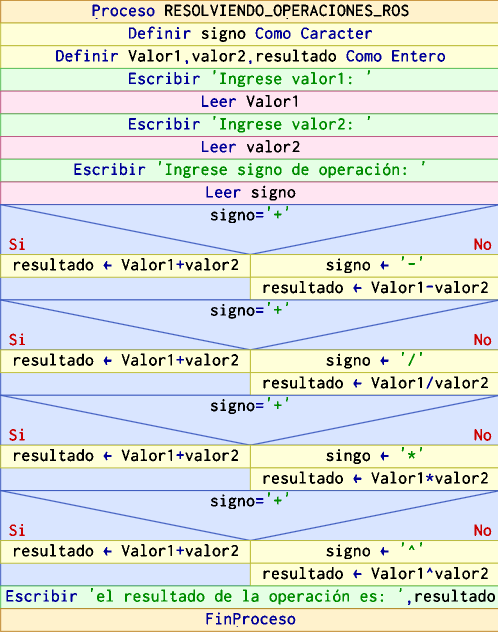 Proceso RESOLVIENDO_OPERACIONES_ROS
Definir signo Como Caracter
Definir Valor1,valor2,resultado Como Entero
Escribir 'Ingrese valor1: '
Leer Valor1
Escribir 'Ingrese valor2: '
Leer valor2
Escribir 'Ingrese signo de operación: '
Leer signo
signo='+'
Si No
resultado ← Valor1+valor2 signo ← '-'
resultado ← Valor1-valor2
signo='+'
Si No
resultado ← Valor1+valor2 signo ← '/'
resultado ← Valor1/valor2
signo='+'
Si No
resultado ← Valor1+valor2 singo ← '*'
resultado ← Valor1*valor2
signo='+'
Si No
resultado ← Valor1+valor2 signo ← '^'
resultado ← Valor1^valor2
Escribir 'el resultado de la operación es: ',resultado
FinProceso